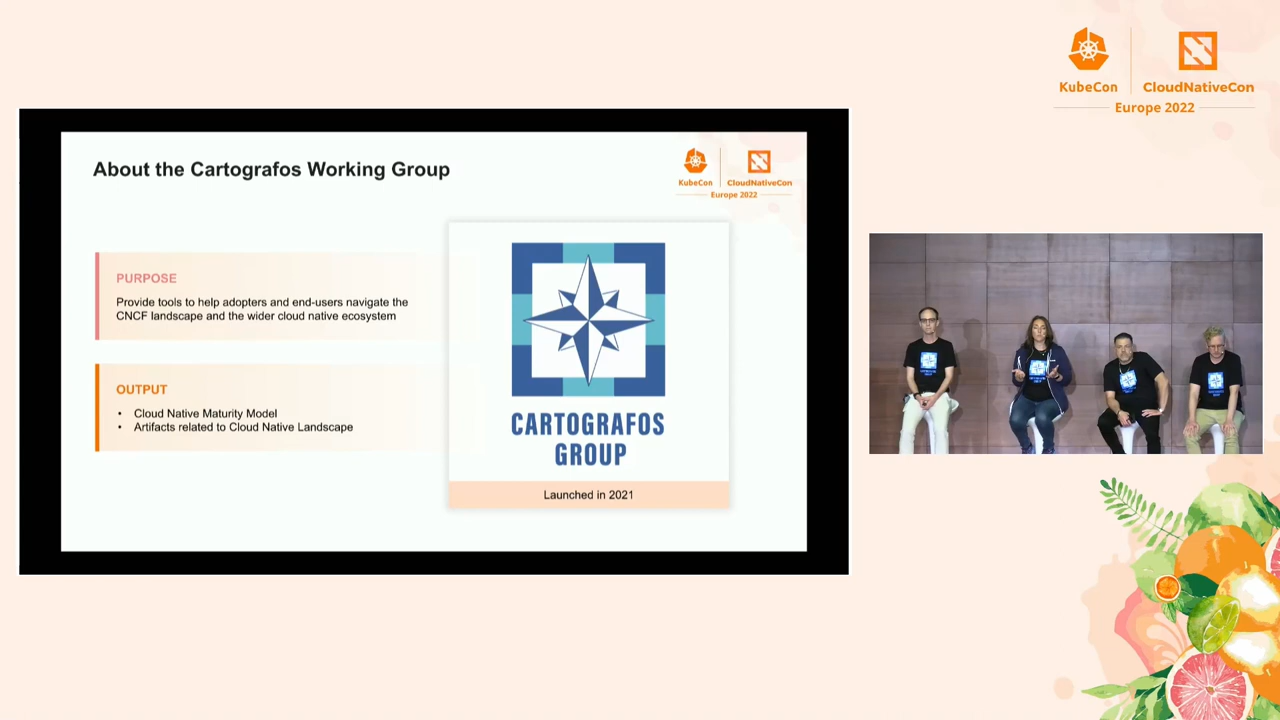 KubeCon
CloudNativeCon
Europe 2022
About the Cartografos Working Group
KubeCon
CloudNativeCon
Europe 2022
PURPOSE
Provide tools to help adopters and end-users navigate the
CNCF landscape and the wider cloud native ecosystem
OUTPUT
• Cloud Native Maturity Model
• Artifacts related to Cloud Native Landscape
CARTOGRAFOS
GROUP
Launched in 2021